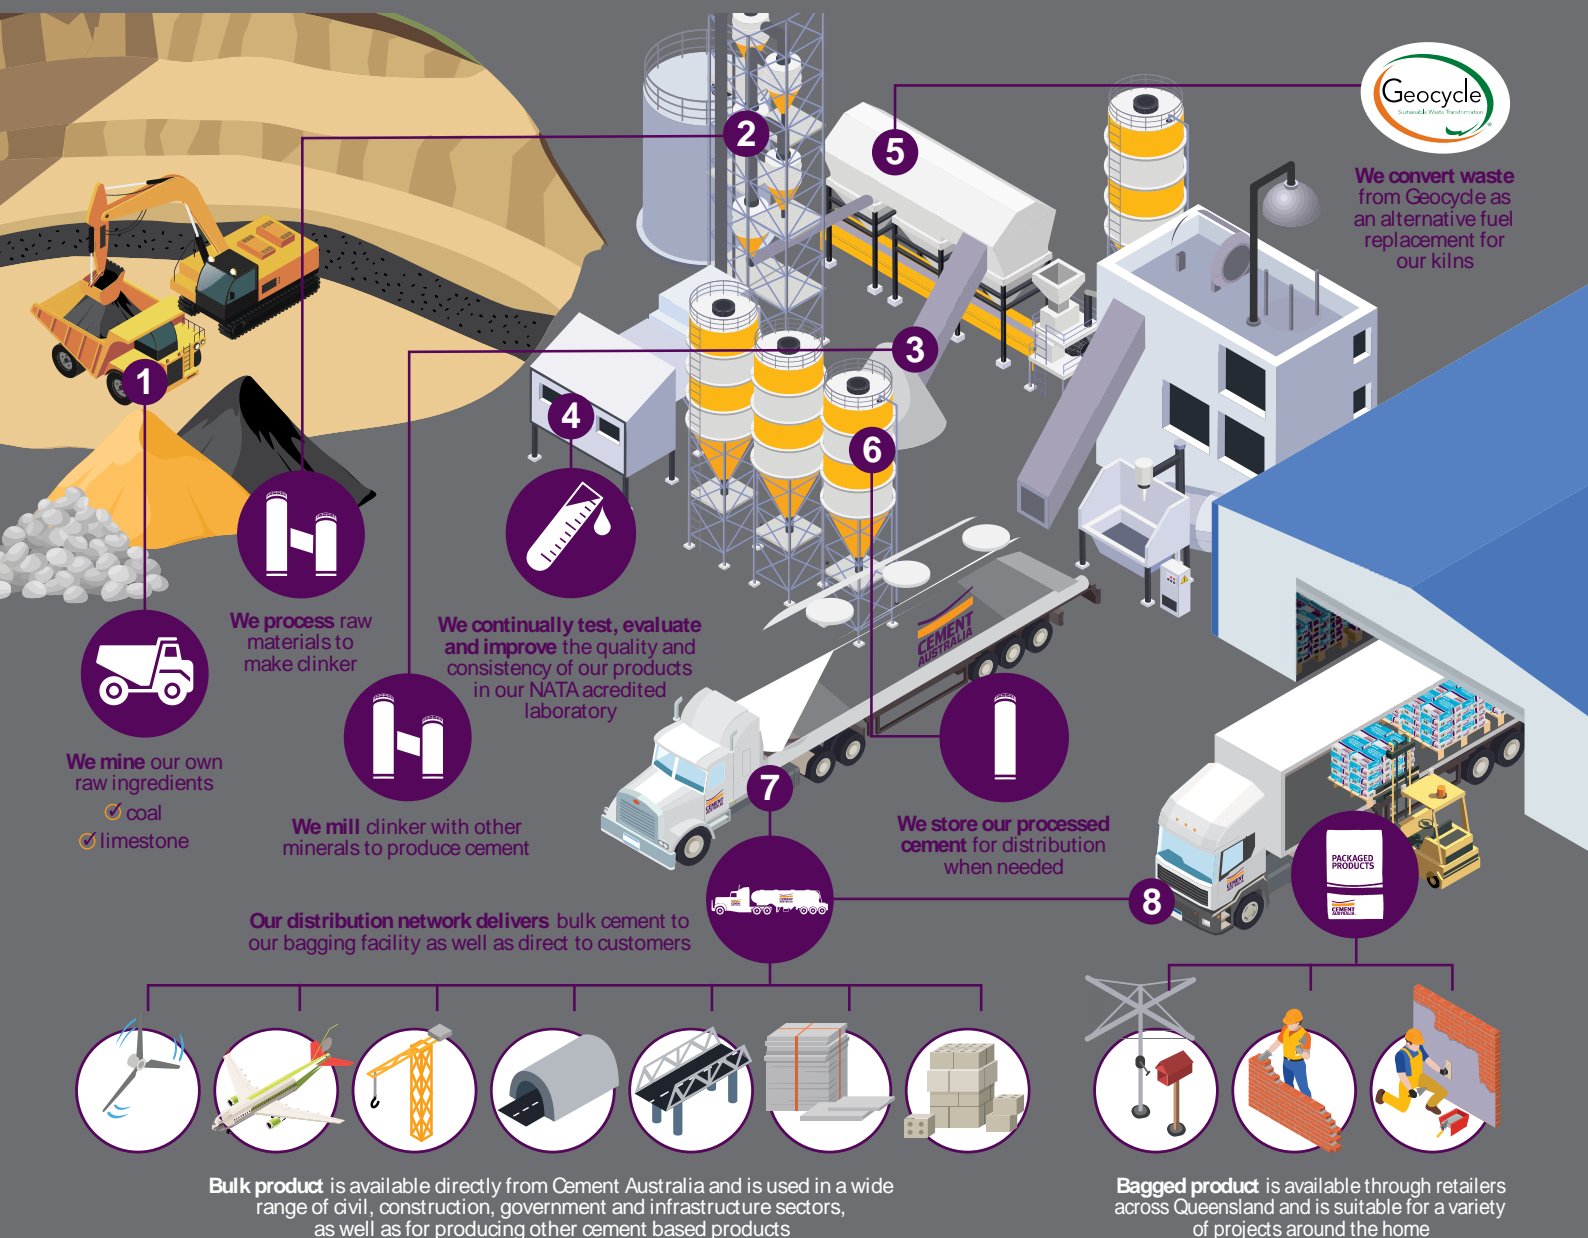 Geocycle
Sustainable Waste Transformation
We convert waste
from Geocycle as
an alternative fuel
replacement for
our kilns
2
5
3
1
4
6
We process raw
materials to
make clinker
We continually test, evaluate
and improve the quality and
consistency of our products
in our NATA acredited
laboratory
CEMENT
AUSTRALIA
We mine our own
raw ingredients
coal
limestone
We mill clinker with other
minerals to produce cement
7
We store our processed
cement for distribution
when needed
PACKAGED
PRODUCTS
CEMENT
AUSTRALIA
8
Our distribution network delivers bulk cement to
our bagging facility as well as direct to customers
Bulk product is available directly from Cement Australia and is used in a wide
range of civil, construction, government and infrastructure sectors,
as well as for producing other cement based products
Bagged product is available through retailers
across Queensland and is suitable for a variety
of projects around the home